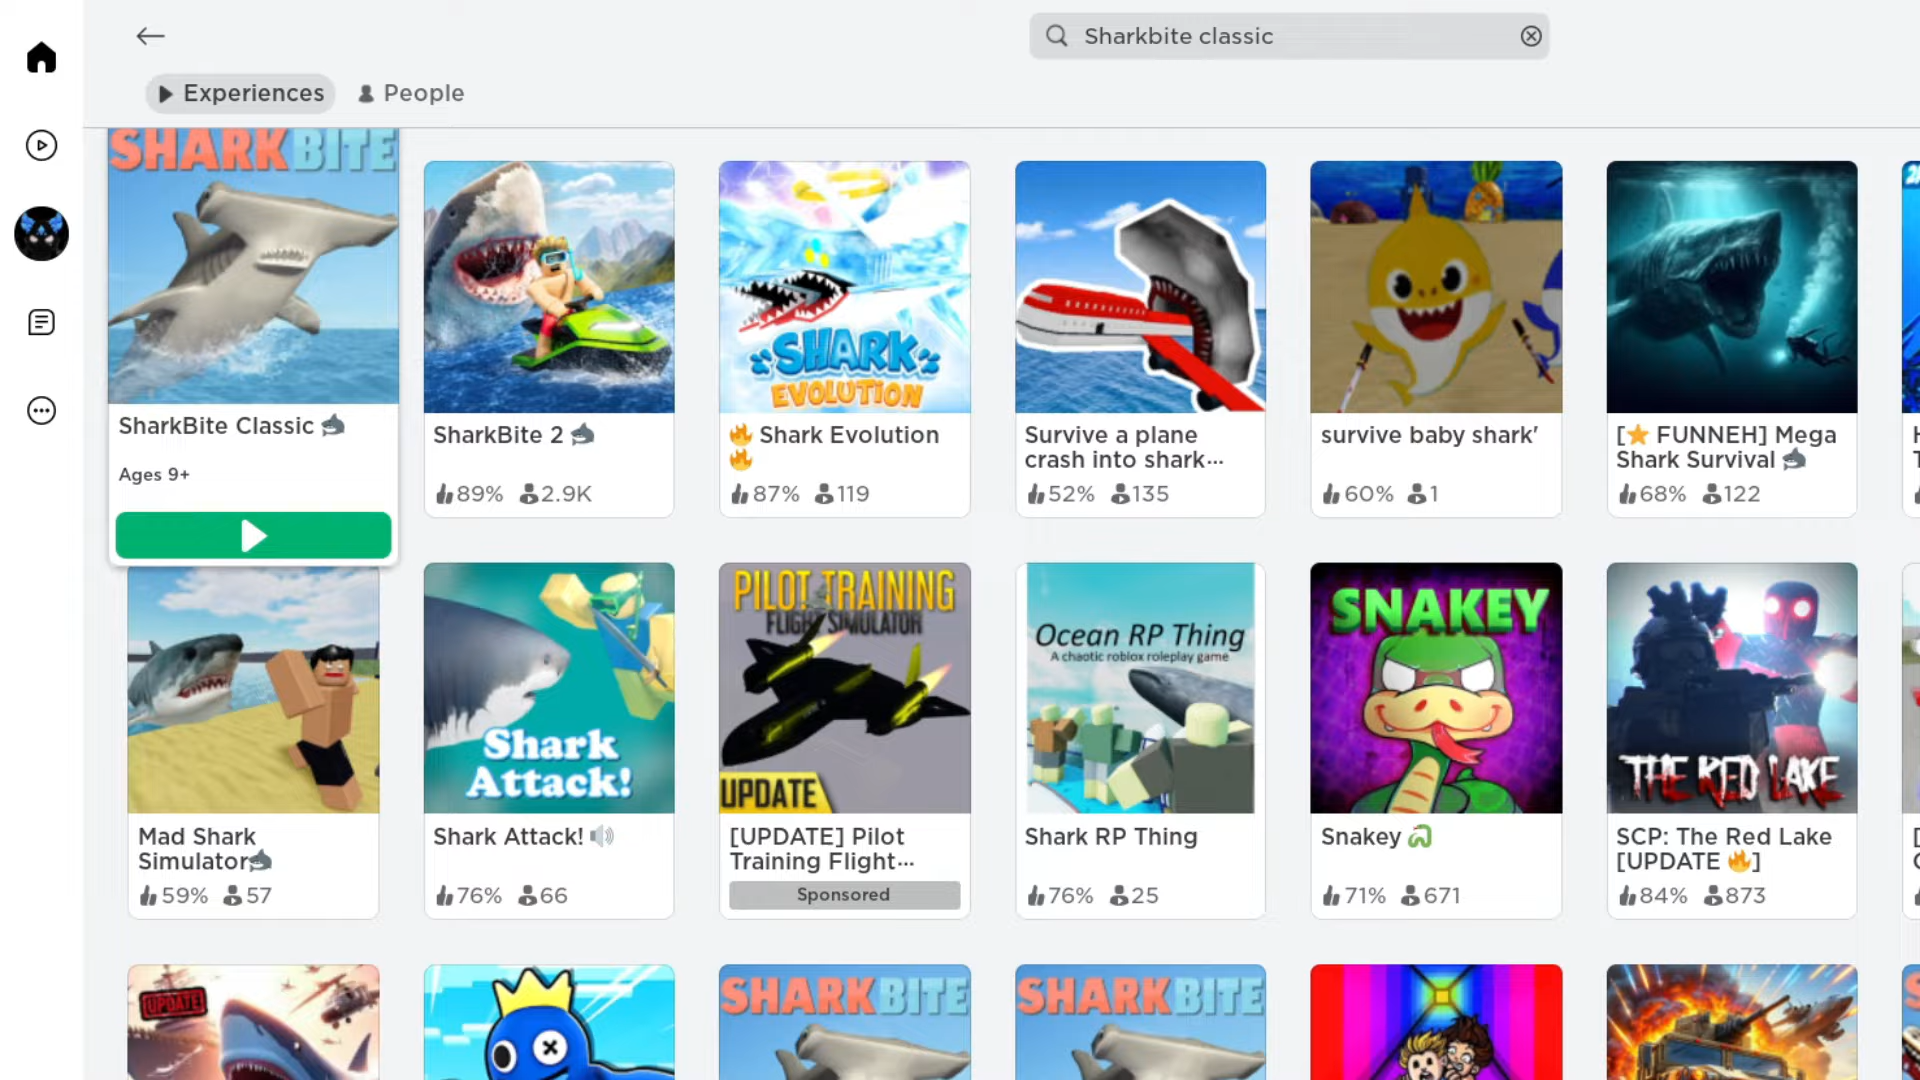 Sharkbite classic
Experiences
People
SHARKBITE
SharkBite Classic
Ages 9+
SharkBite 2
89% 2.9K
SHARK
EVOLUTION
Shark Evolution
87% 119
Survive a plane
crash into shark...
52% 135
survive baby shark'
60% 1
[⭐ FUNNEH] Mega
Shark Survival
68% 122
Mad Shark
Simulator
59% 57
Shark
Attack!
Shark Attack!
76% 66
PILOT TRAINING
FLIGHT SIMULATOR
UPDATE
[UPDATE] Pilot
Training Flight...
Sponsored
Ocean RP Thing
A chaotic roblox roleplay game
Shark RP Thing
76% 25
SNAKEY
Snakey
71% 671
THE RED LAKE
SCP: The Red Lake
[UPDATE 🔥]
84% 873
UPDATE
SHARKBITE
SHARKBITE